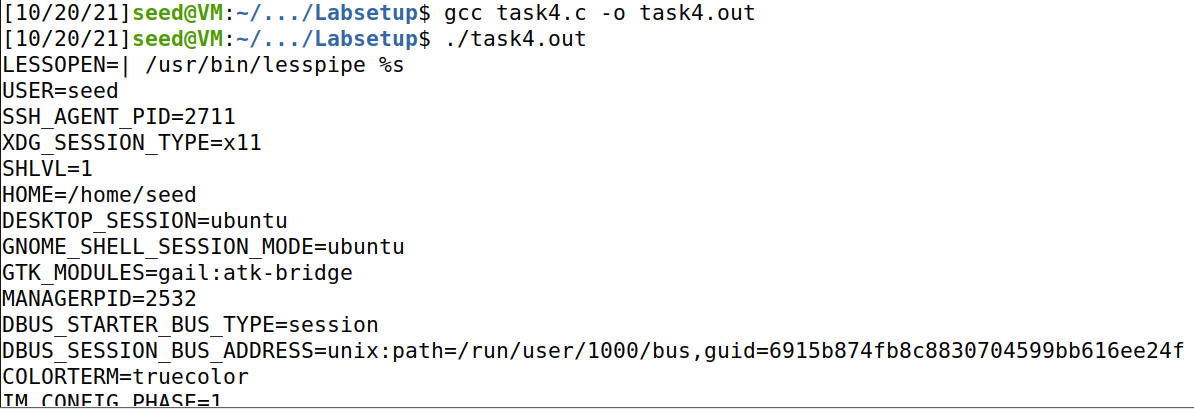 [10/20/21]seed@VM:~/.../Labsetup$ gcc task4.c -o task4.out
[10/20/21]seed@VM:~/.../Labsetup$ ./task4.out
LESSOPEN=| /usr/bin/lesspipe %s
USER=seed
SSH_AGENT_PID=2711
XDG_SESSION_TYPE=x11
SHLVL=1
HOME=/home/seed
DESKTOP_SESSION=ubuntu
GNOME_SHELL_SESSION_MODE=ubuntu
GTK_MODULES=gail:atk-bridge
MANAGERPID=2532
DBUS_STARTER_BUS_TYPE=session
DBUS_SESSION_BUS_ADDRESS=unix:path=/run/user/1000/bus,guid=6915b874fb8c8830704599bb616ee24f
COLORTERM=truecolor
IM_CONFIG_PHASE=1